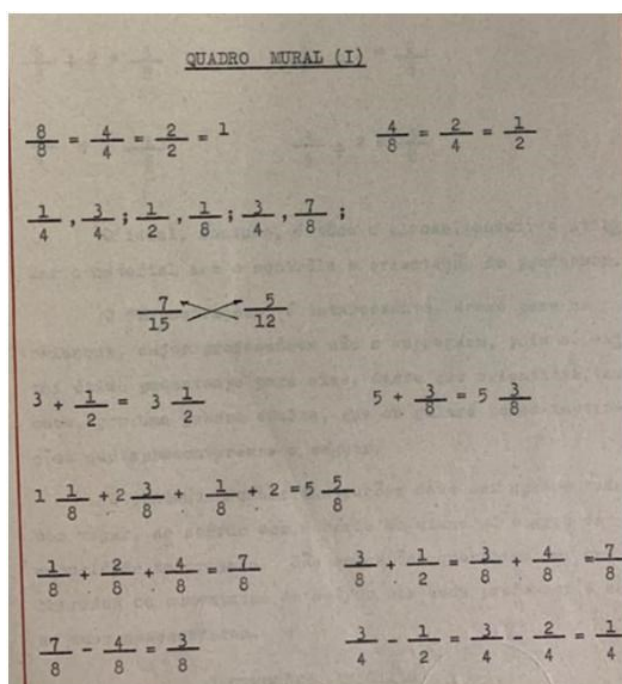 QUADRO MURAL (I)
8/8 = 4/4 = 2/2 = 1    4/8 = 2/4 = 1/2
1/4 , 3/4 ; 1/2 , 1/8 ; 3/4 , 7/8 ;
7/15    5/12
3 + 1/2 = 3 1/2    5 + 3/8 = 5 3/8
1 1/8 + 2 3/8 + 1/8 + 2 = 5 5/8
1/8 + 2/8 + 4/8 = 7/8    3/8 + 1/2 = 3/8 + 4/8 = 7/8
7/8 - 4/8 = 3/8    3/4 - 1/2 = 3/4 - 2/4 = 1/4